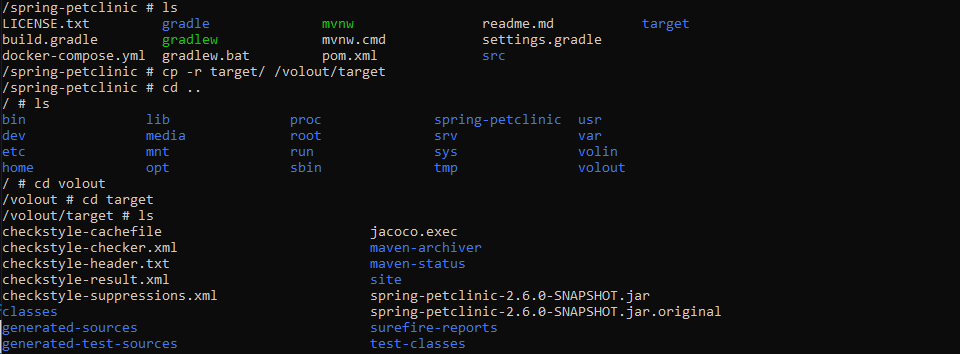 /spring-petclinic # ls
LICENSE.txt gradle mvnw readme.md target
build.gradle gradlew mvnw.cmd settings.gradle
docker-compose.yml gradlew.bat pom.xml src
/spring-petclinic # cp -r target/ /volout/target
/spring-petclinic # cd ..
/ # ls
bin lib proc spring-petclinic usr
dev media root srv var
etc mnt run sys volin
home opt sbin tmp volout
/ # cd volout
/volout # cd target
/volout/target # ls
checkstyle-cachefile jacoco.exec
checkstyle-checker.xml maven-archiver
checkstyle-header.txt maven-status
checkstyle-result.xml site
checkstyle-suppressions.xml spring-petclinic-2.6.0-SNAPSHOT.jar
classes spring-petclinic-2.6.0-SNAPSHOT.jar.original
generated-sources surefire-reports
generated-test-sources test-classes